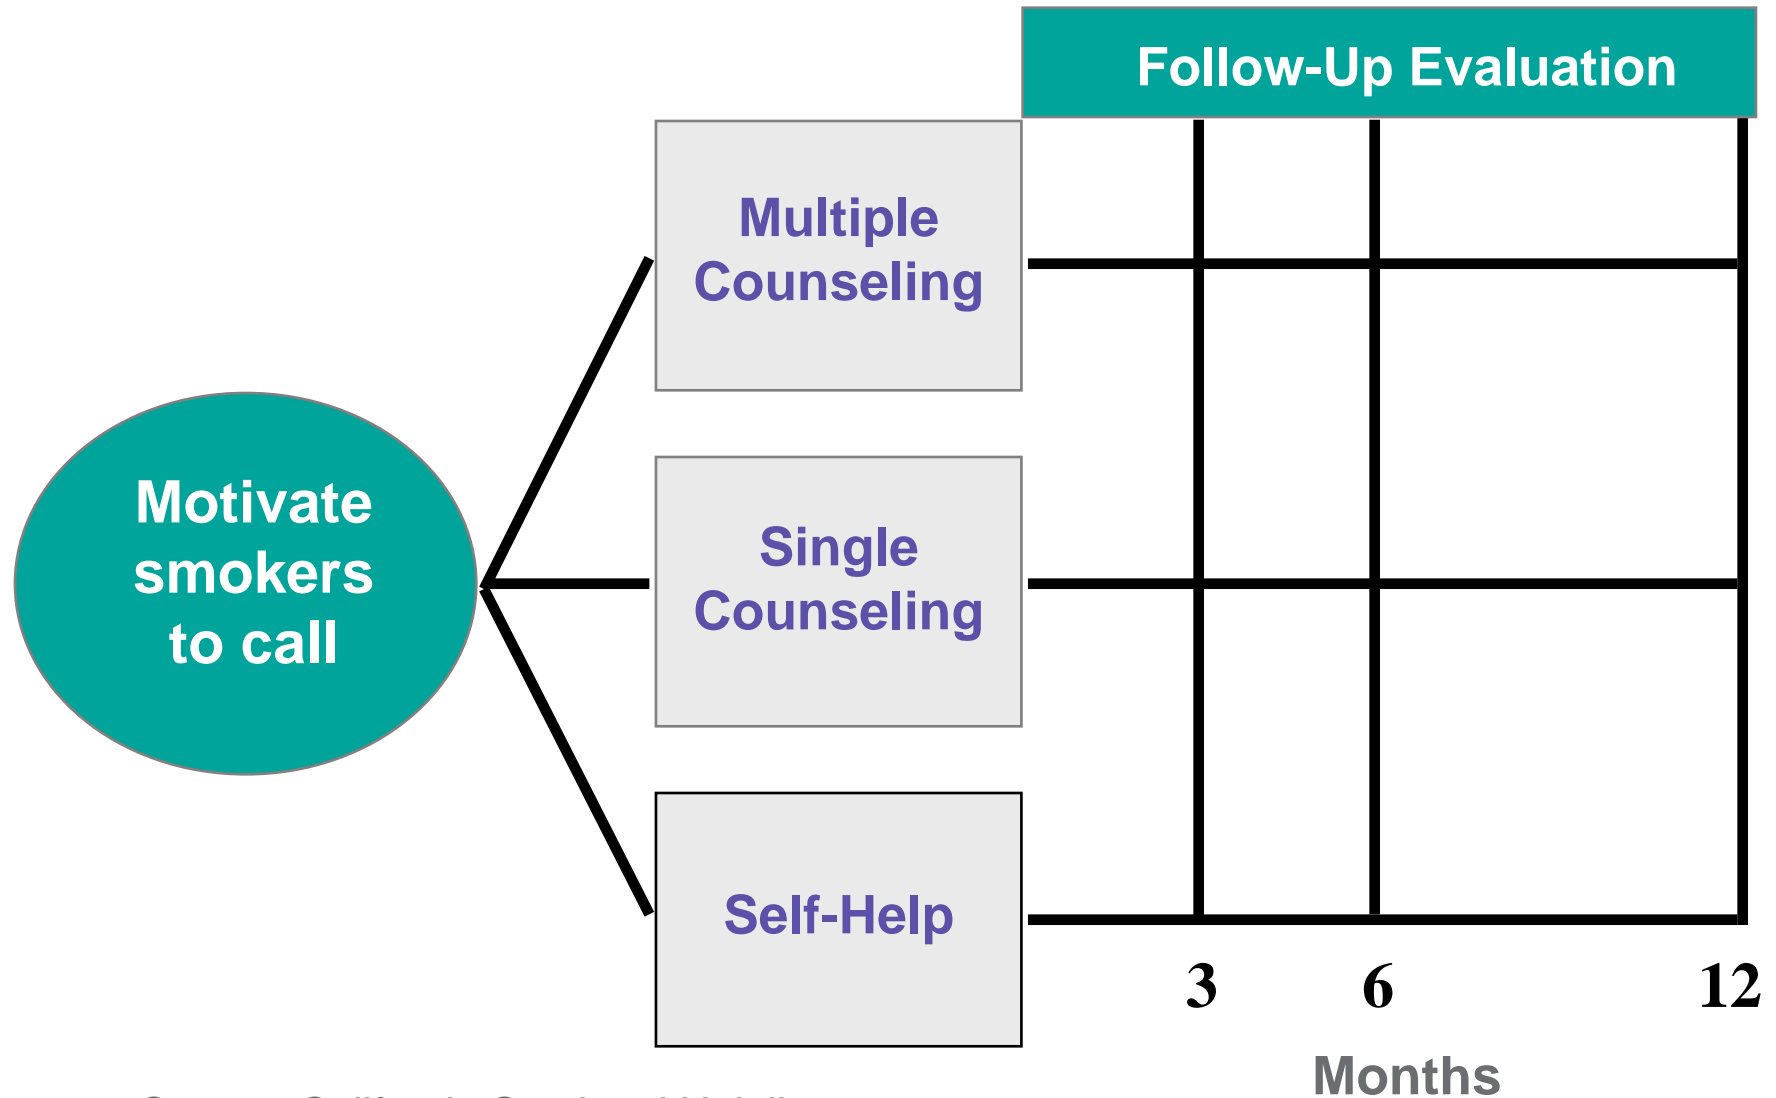 Follow-Up Evaluation
Multiple
Counseling
Motivate
smokers
to call
Single
Counseling
Self-Help
3 6 12
Months